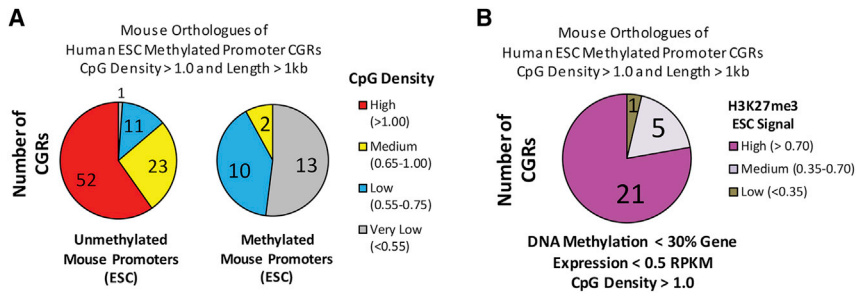 A
Mouse Orthologues of
Human ESC Methylated Promoter CGRs
CpG Density > 1.0 and Length > 1kb
Number of
CGRs
1
11
23
52
Unmethylated
Mouse Promoters
(ESC)
2
10
13
Methylated
Mouse Promoters
(ESC)
CpG Density
High
(>1.00)
Medium
(0.65-1.00)
Low
(0.55-0.75)
Very Low
(<0.55)
B
Mouse Orthologues of
Human ESC Methylated Promoter CGRs
CpG Density > 1.0 and Length > 1kb
Number of
CGRs
1
5
21
H3K27me3
ESC Signal
High (> 0.70)
Medium (0.35-0.70)
Low (<0.35)
DNA Methylation < 30% Gene
Expression < 0.5 RPKM
CpG Density > 1.0